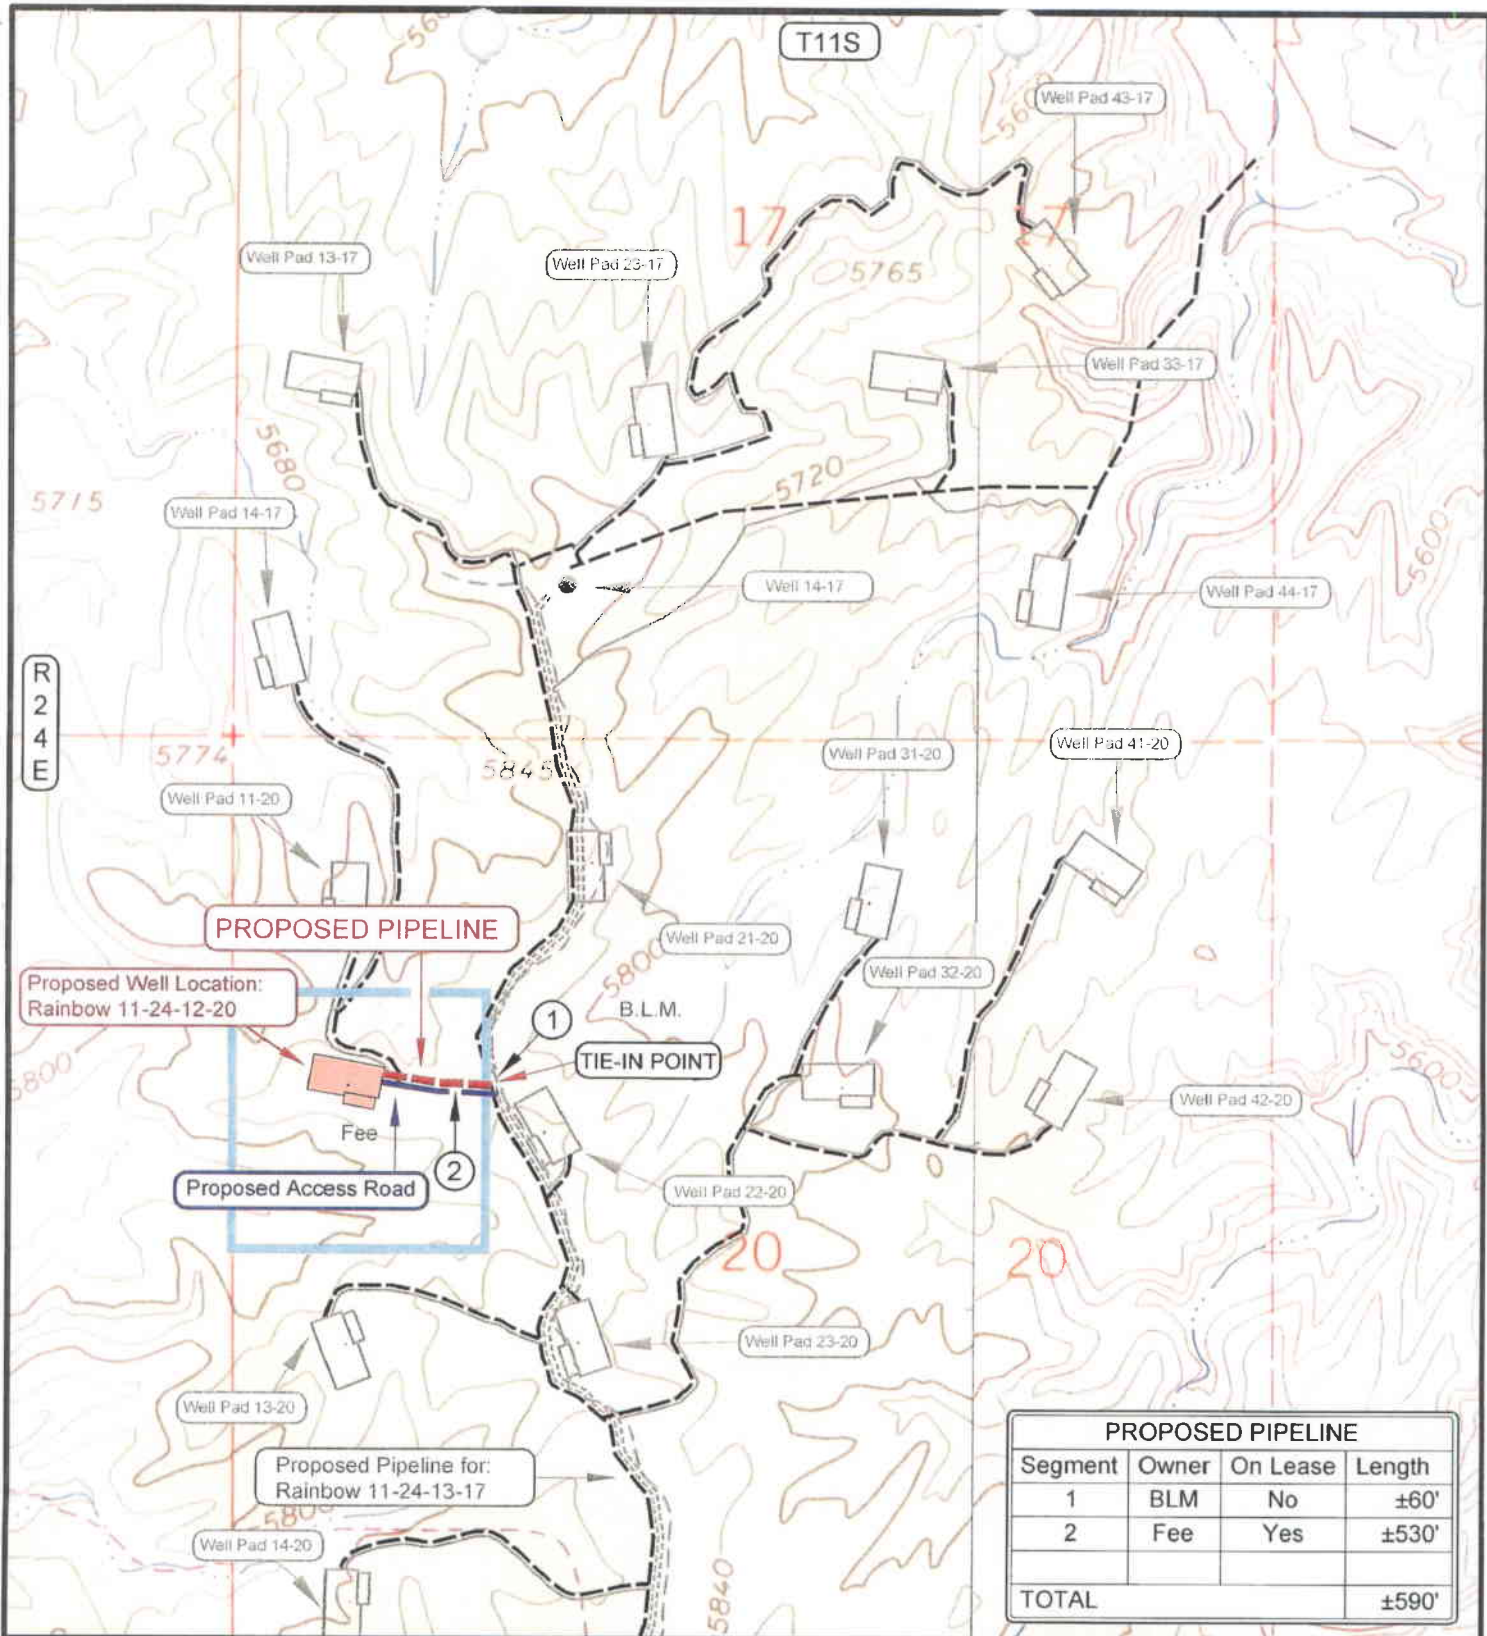 T11S
Well Pad 43-17
17
17
Well Pad 13-17
Well Pad 23-17
5765
Well Pad 33-17
5680
5720
5715
Well Pad 14-17
5600
Well 14-17
Well Pad 44-17
R
2
4
E
5774
5845
Well Pad 31-20
Well Pad 41-20
Well Pad 11-20
PROPOSED PIPELINE
Well Pad 21-20
5800
Well Pad 32-20
Proposed Well Location:
Rainbow 11-24-12-20
B.L.M.
1
TIE-IN POINT
5600
5800
Well Pad 42-20
Fee
2
Proposed Access Road
Well Pad 22-20
20
20
Well Pad 23-20
Well Pad 13-20
Proposed Pipeline for:
Rainbow 11-24-13-17
5800
Well Pad 14-20
5840
PROPOSED PIPELINE
Segment Owner On Lease Length
1 BLM No ±60'
2 Fee Yes ±530'
TOTAL ±590'